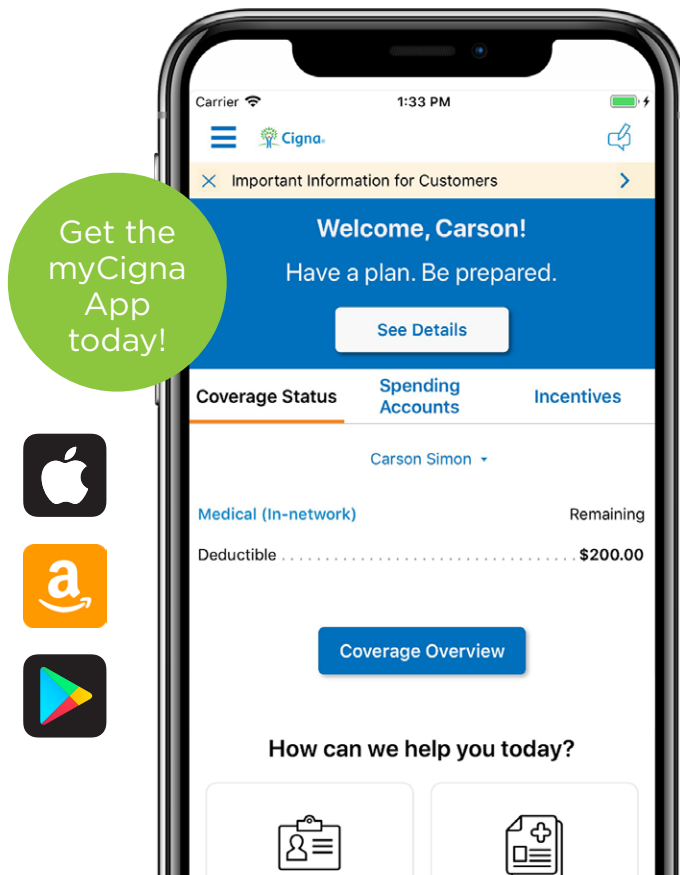 Carrier 1:33 PM
Cigna®
Important Information for Customers
Get the
myCigna
App
today!
Welcome, Carson!
Have a plan. Be prepared.
See Details
Coverage Status Spending Accounts Incentives
Carson Simon
Medical (In-network) Remaining
Deductible . . . . . . . . . . . . . . . . . . . . . . . . . . . . . . . . . . . . $200.00
Coverage Overview
How can we help you today?
a